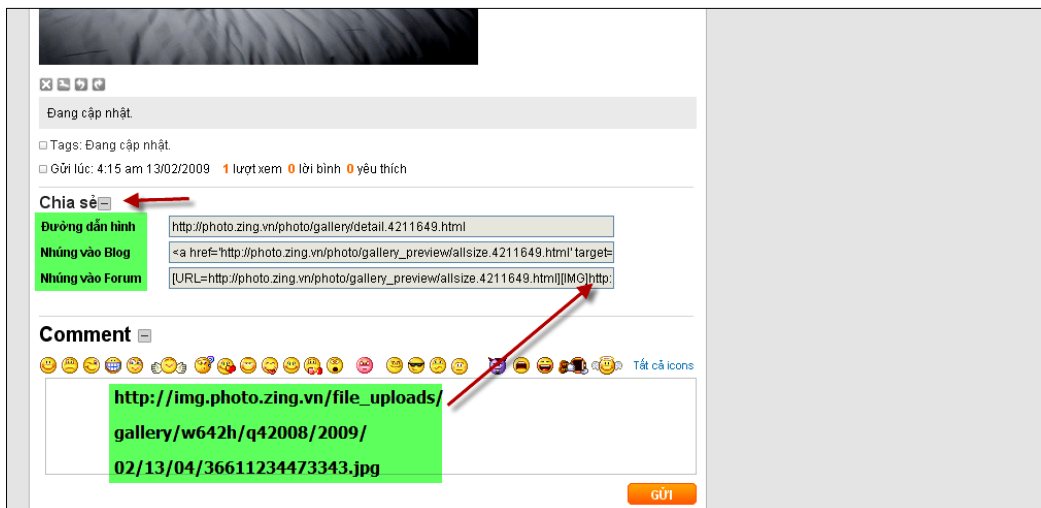 Đang cập nhật.
Tags: Đang cập nhật.
Gửi lúc: 4:15 am 13/02/2009 1 lượt xem 0 lời bình 0 yêu thích
Chia sẻ
Đường dẫn hình http://photo.zing.vn/photo/gallery/detail.4211649.html
Nhúng vào Blog <a href='http://photo.zing.vn/photo/gallery_preview/allsize.4211649.html' target=
Nhúng vào Forum [URL=http://photo.zing.vn/photo/gallery_preview/allsize.4211649.html][IMG]http:
Comment
Tất cả icons
http://img.photo.zing.vn/file_uploads/
gallery/w642h/q42008/2009/
02/13/04/36611234473343.jpg
GỬI